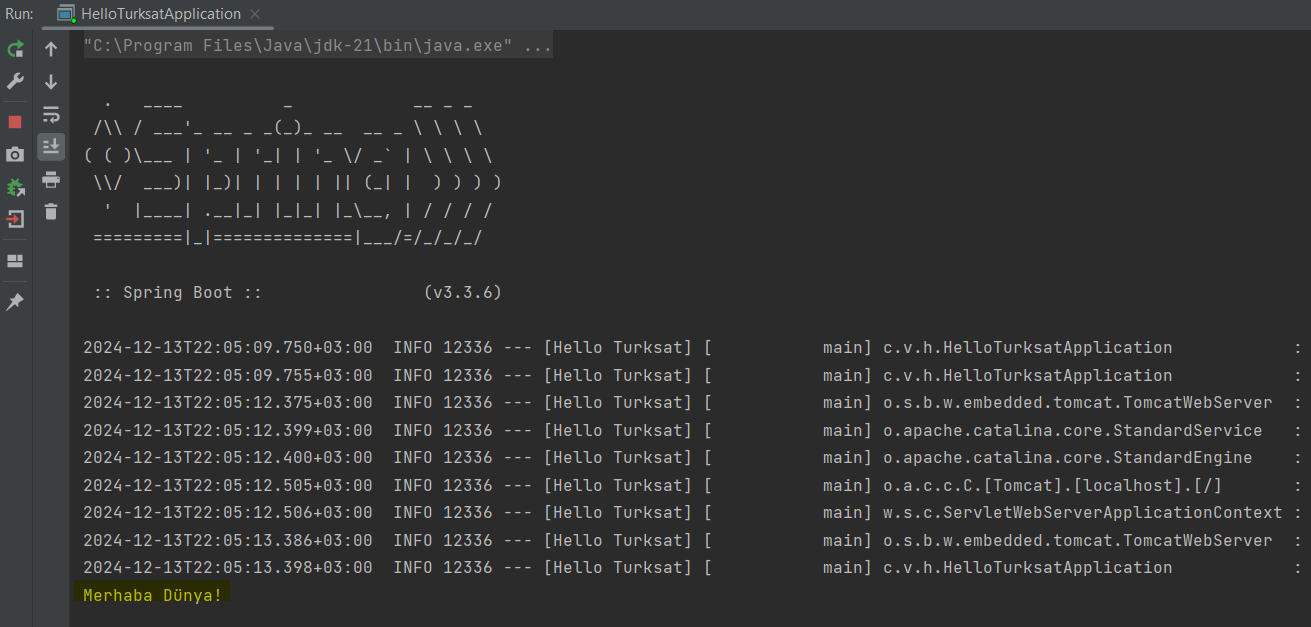 Run: HelloTurksatApplication
"C:\Program Files\Java\jdk-21\bin\java.exe" ...
  .   ____          _            __ _ _
 /\\ / ___'_ __ _ _(_)_ __  __ _ \ \ \ \
( ( )\___ | '_ | '_| | '_ \/ _` | \ \ \ \
 \\/  ___)| |_)| | | | | || (_| |  ) ) ) )
  '  |____| .__|_| |_|_| |_\__, | / / / /
 =========|_|==============|___/=/_/_/_/
 :: Spring Boot ::                (v3.3.6)
2024-12-13T22:05:09.750+03:00  INFO 12336 --- [Hello Turksat] [           main] c.v.h.HelloTurksatApplication            :
2024-12-13T22:05:09.755+03:00  INFO 12336 --- [Hello Turksat] [           main] c.v.h.HelloTurksatApplication            :
2024-12-13T22:05:12.375+03:00  INFO 12336 --- [Hello Turksat] [           main] o.s.b.w.embedded.tomcat.TomcatWebServer  :
2024-12-13T22:05:12.399+03:00  INFO 12336 --- [Hello Turksat] [           main] o.apache.catalina.core.StandardService   :
2024-12-13T22:05:12.400+03:00  INFO 12336 --- [Hello Turksat] [           main] o.apache.catalina.core.StandardEngine    :
2024-12-13T22:05:12.505+03:00  INFO 12336 --- [Hello Turksat] [           main] o.a.c.c.C.[Tomcat].[localhost].[/]       :
2024-12-13T22:05:12.506+03:00  INFO 12336 --- [Hello Turksat] [           main] w.s.c.ServletWebServerApplicationContext :
2024-12-13T22:05:13.386+03:00  INFO 12336 --- [Hello Turksat] [           main] o.s.b.w.embedded.tomcat.TomcatWebServer  :
2024-12-13T22:05:13.398+03:00  INFO 12336 --- [Hello Turksat] [           main] c.v.h.HelloTurksatApplication            :
Merhaba Dünya!